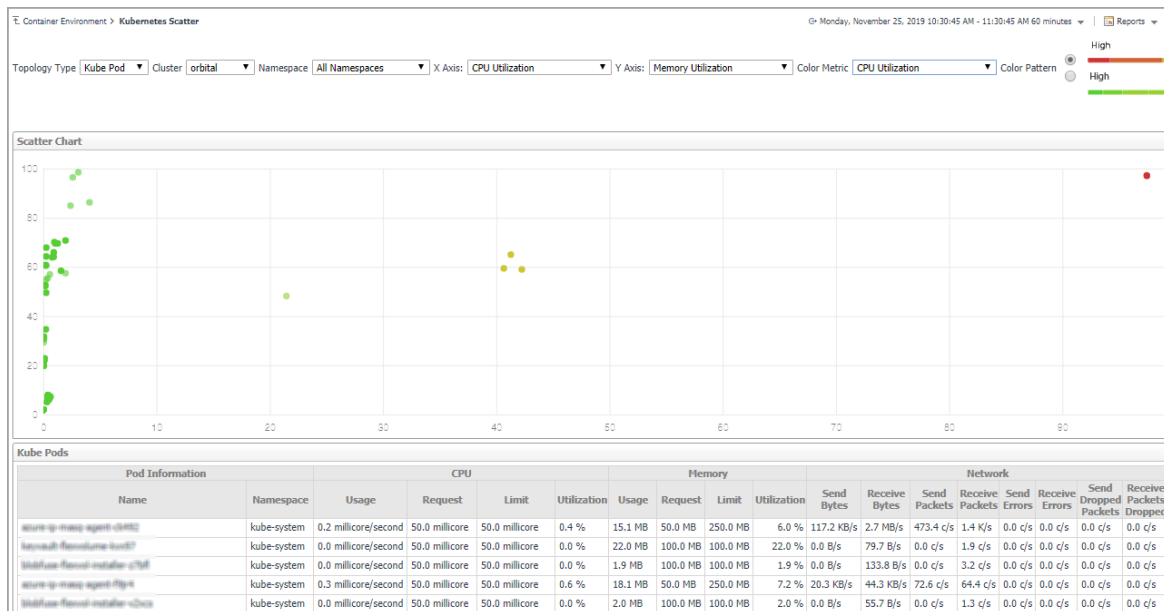 Container Environment > Kubernetes Scatter
Monday, November 25, 2019 10:30:45 AM - 11:30:45 AM 60 minutes
Reports
Topology Type Kube Pod Cluster orbital Namespace All Namespaces X Axis: CPU Utilization Y Axis: Memory Utilization Color Metric CPU Utilization Color Pattern
High
High
Scatter Chart
100
80
60
40
20
0
0 10 20 30 40 50 60 70 80 90
Kube Pods
Pod Information CPU Memory Network
Name Namespace Usage Request Limit Utilization Usage Request Limit Utilization Send Bytes Receive Bytes Send Packets Receive Packets Send Errors Receive Errors Send Dropped Packets Receive Packets Dropped
kube-system 0.2 millicore/second 50.0 millicore 50.0 millicore 0.4 % 15.1 MB 50.0 MB 250.0 MB 6.0 % 117.2 KB/s 2.7 MB/s 473.4 c/s 1.4 K/s 0.0 c/s 0.0 c/s 0.0 c/s 0.0 c/s
kube-system 0.0 millicore/second 50.0 millicore 50.0 millicore 0.0 % 22.0 MB 100.0 MB 100.0 MB 22.0 % 0.0 B/s 79.7 B/s 0.0 c/s 1.9 c/s 0.0 c/s 0.0 c/s 0.0 c/s 0.0 c/s
kube-system 0.0 millicore/second 50.0 millicore 50.0 millicore 0.0 % 1.9 MB 100.0 MB 100.0 MB 1.9 % 0.0 B/s 133.8 B/s 0.0 c/s 3.2 c/s 0.0 c/s 0.0 c/s 0.0 c/s 0.0 c/s
kube-system 0.3 millicore/second 50.0 millicore 50.0 millicore 0.6 % 18.1 MB 50.0 MB 250.0 MB 7.2 % 20.3 KB/s 44.3 KB/s 72.6 c/s 64.4 c/s 0.0 c/s 0.0 c/s 0.0 c/s 0.0 c/s
kube-system 0.0 millicore/second 50.0 millicore 50.0 millicore 0.0 % 2.0 MB 100.0 MB 100.0 MB 2.0 % 0.0 B/s 55.7 B/s 0.0 c/s 1.3 c/s 0.0 c/s 0.0 c/s 0.0 c/s 0.0 c/s